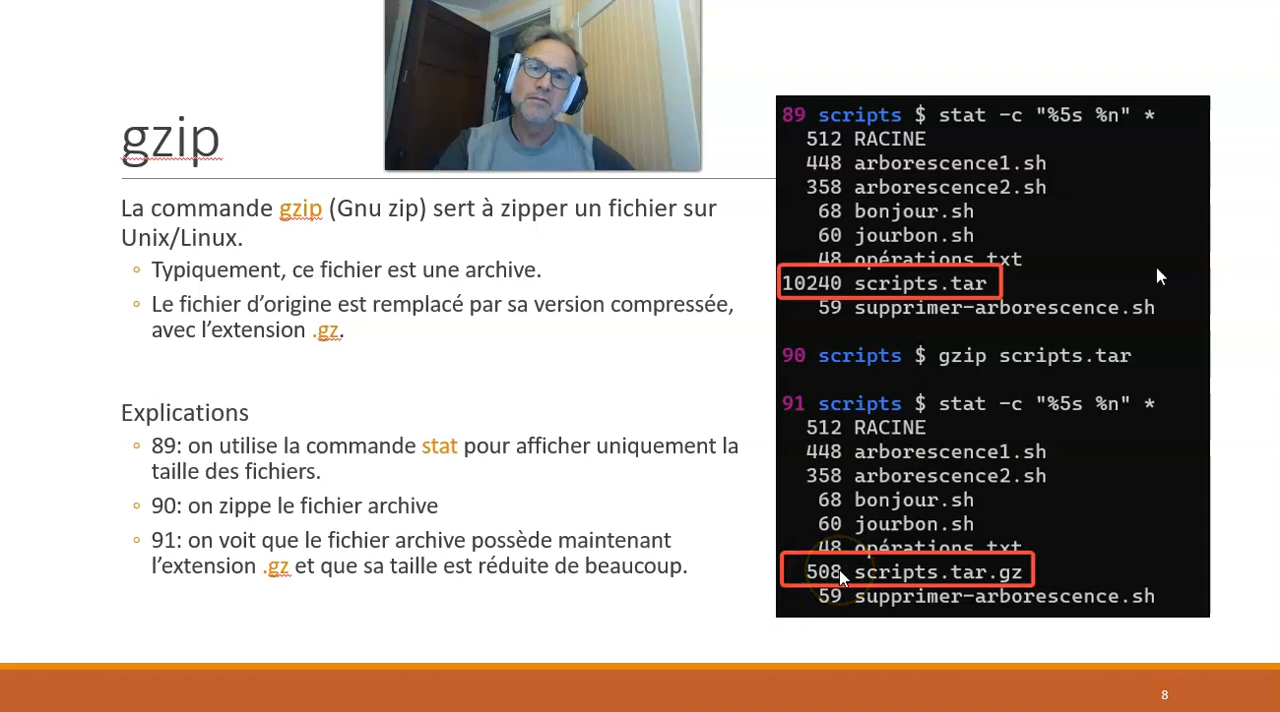 gzip
La commande gzip (Gnu zip) sert à zipper un fichier sur
Unix/Linux.
Typiquement, ce fichier est une archive.
Le fichier d’origine est remplacé par sa version compressée,
avec l’extension .gz.
Explications
89: on utilise la commande stat pour afficher uniquement la
taille des fichiers.
90: on zippe le fichier archive
91: on voit que le fichier archive possède maintenant
l’extension .gz et que sa taille est réduite de beaucoup.
89 scripts $ stat -c "%5s %n" *
512 RACINE
448 arborescence1.sh
358 arborescence2.sh
68 bonjour.sh
60 jourbon.sh
48 opérations.txt
10240 scripts.tar
59 supprimer-arborescence.sh
90 scripts $ gzip scripts.tar
91 scripts $ stat -c "%5s %n" *
512 RACINE
448 arborescence1.sh
358 arborescence2.sh
68 bonjour.sh
60 jourbon.sh
48 opérations.txt
508 scripts.tar.gz
59 supprimer-arborescence.sh
8